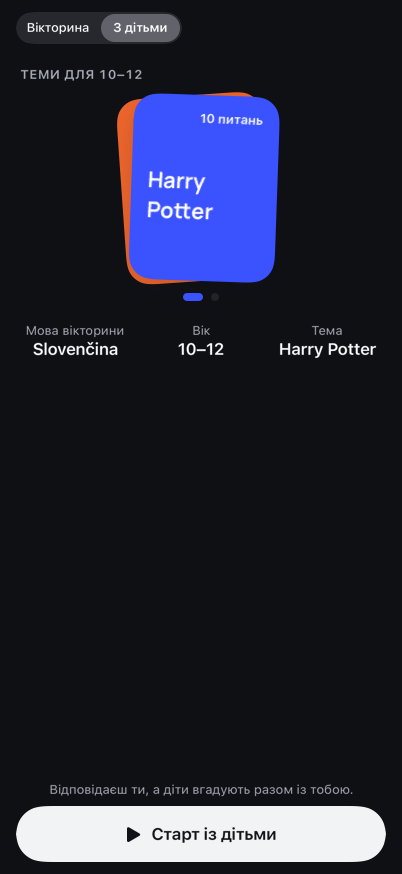 Вікторина
З дітьми
ТЕМИ ДЛЯ 10–12
10 питань
Harry
Potter
Мова вікторини
Вік
Тема
Slovenčina
10–12
Harry Potter
Відповідаєш ти, а діти вгадують разом із тобою.
Старт із дітьми